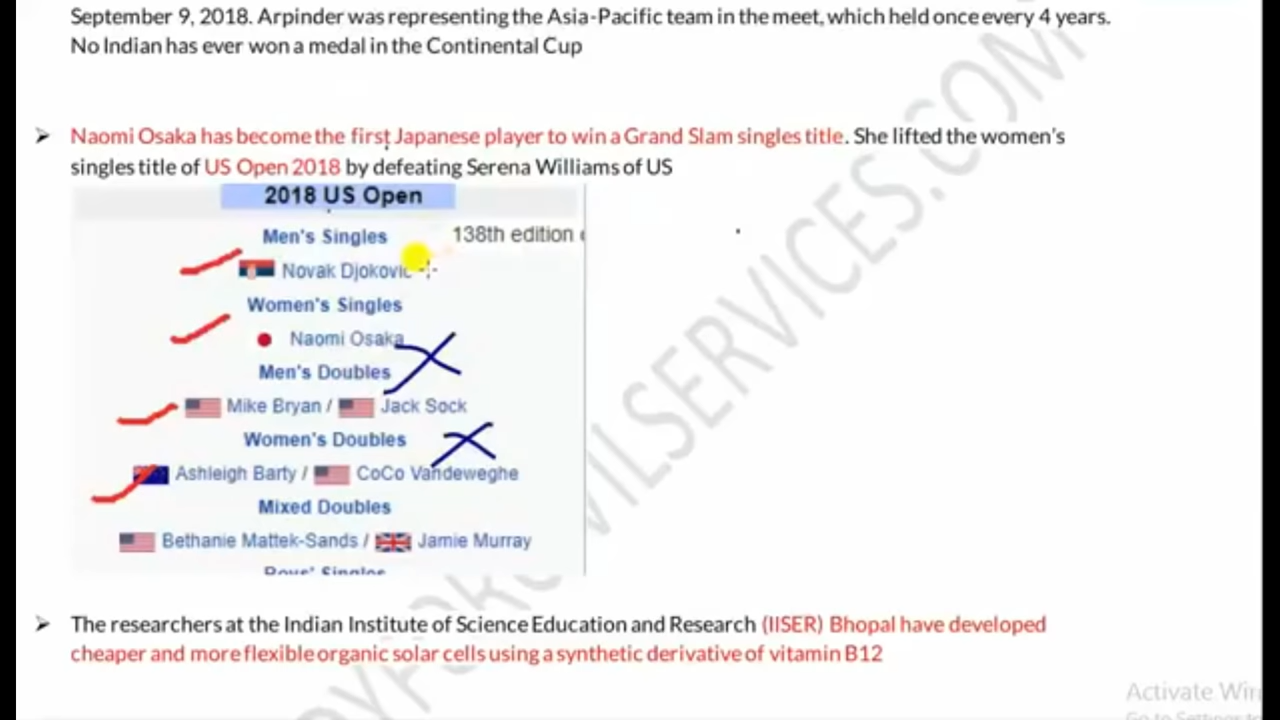 September 9, 2018. Arpinder was representing the Asia-Pacific team in the meet, which held once every 4 years.
No Indian has ever won a medal in the Continental Cup
➢ Naomi Osaka has become the first Japanese player to win a Grand Slam singles title. She lifted the women's
singles title of US Open 2018 by defeating Serena Williams of US
2018 US Open
Men's Singles 138th edition
Novak Djokovic
Women's Singles
Naomi Osaka
Men's Doubles
Mike Bryan / Jack Sock
Women's Doubles
Ashleigh Barty / CoCo Vandeweghe
Mixed Doubles
Bethanie Mattek-Sands / Jamie Murray
Boys' Singles
➢ The researchers at the Indian Institute of Science Education and Research (IISER) Bhopal have developed
cheaper and more flexible organic solar cells using a synthetic derivative of vitamin B12
Activate Win
Go to Settings to